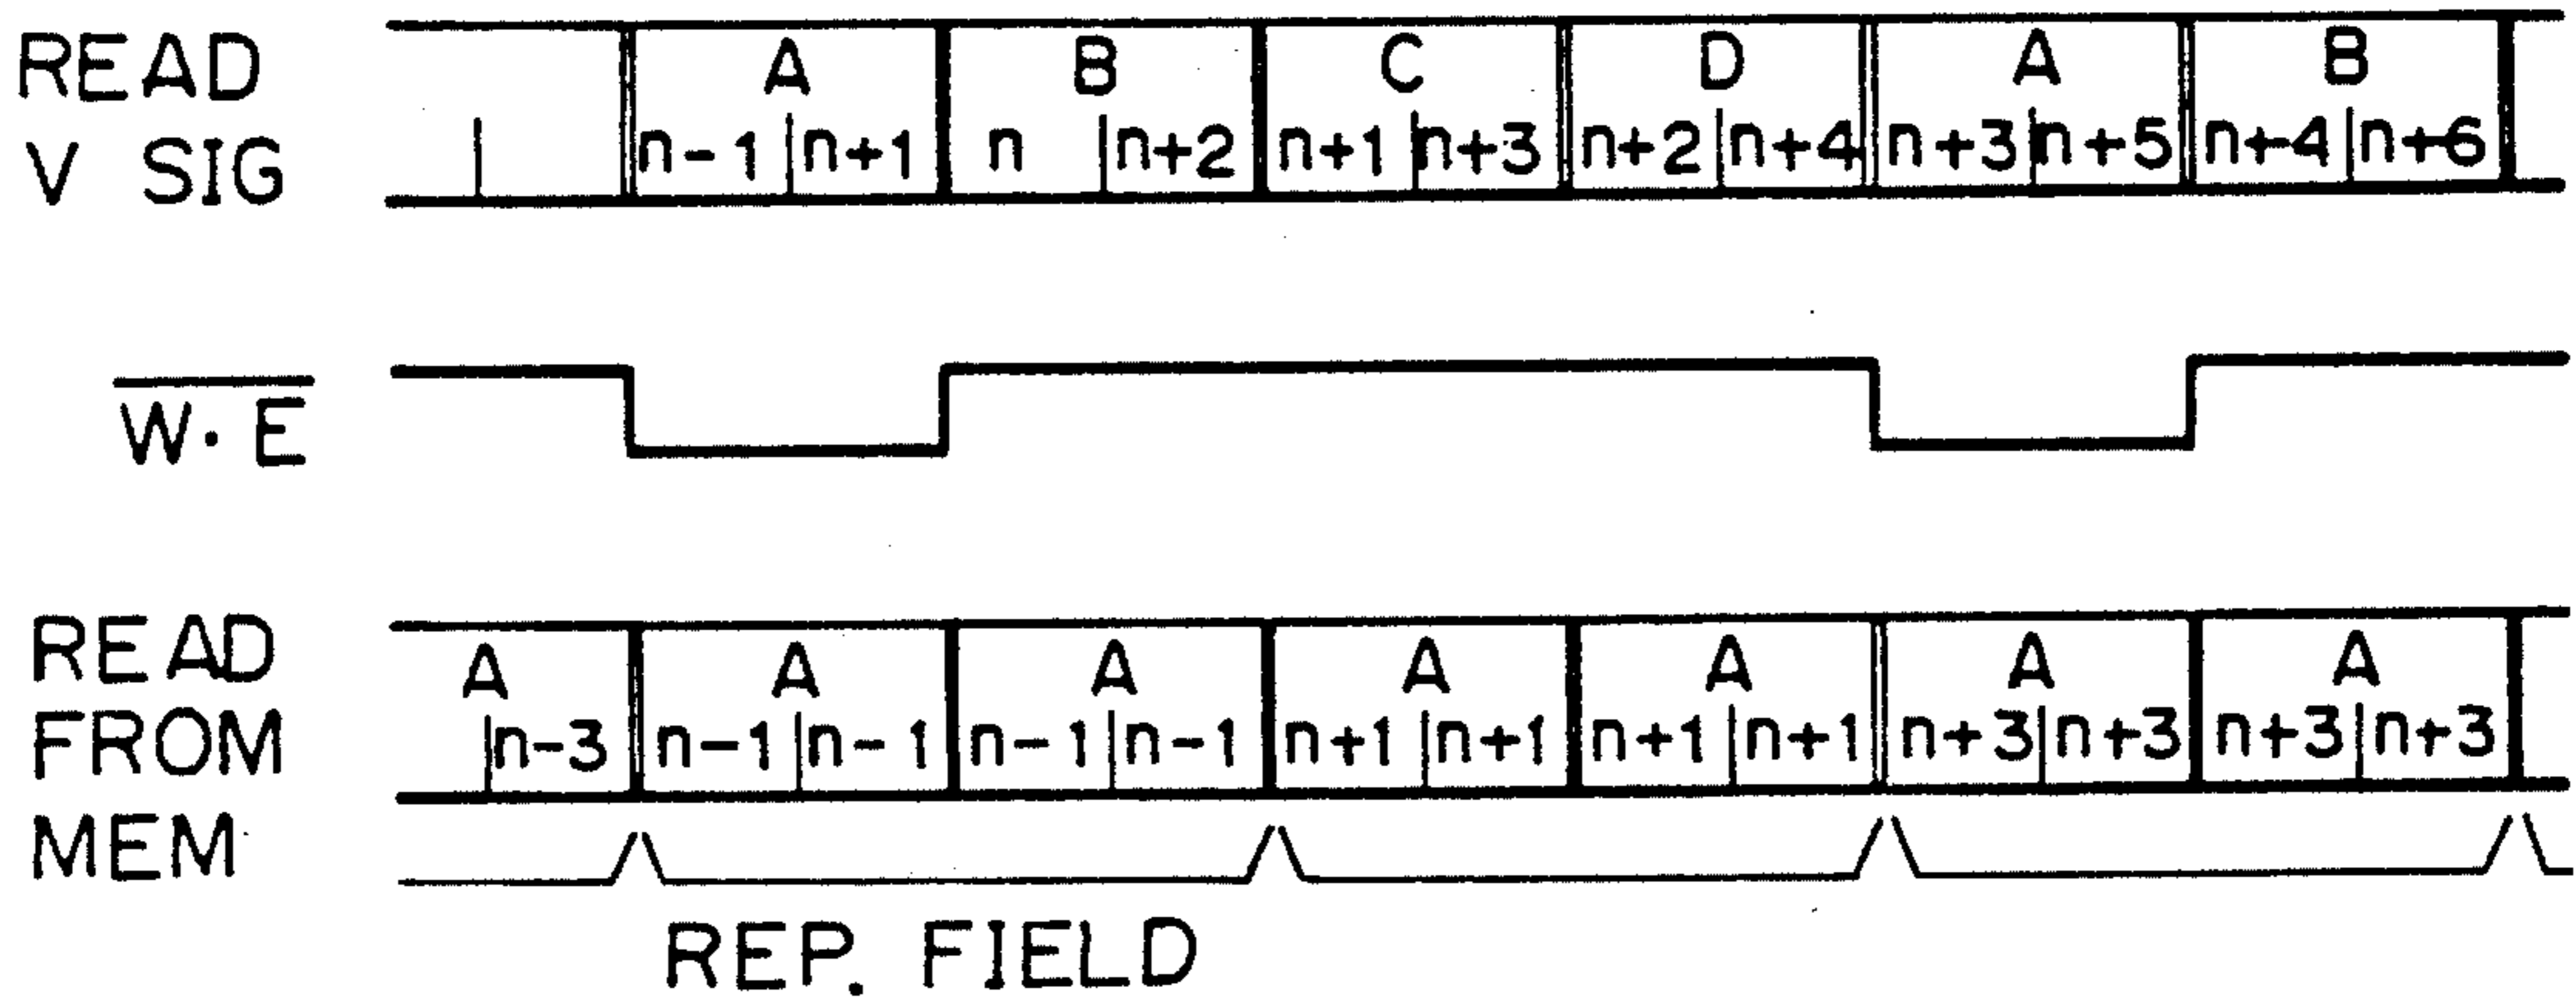 READ
V SIG
A B C D A B
n-1 n+1 n n+2 n+1 n+3 n+2 n+4 n+3 n+5 n+4 n+6
W·E
READ
FROM
MEM
A A A A A A A
n-3 n-1 n-1 n-1 n-1 n+1 n+1 n+1 n+1 n+3 n+3 n+3 n+3
REP. FIELD